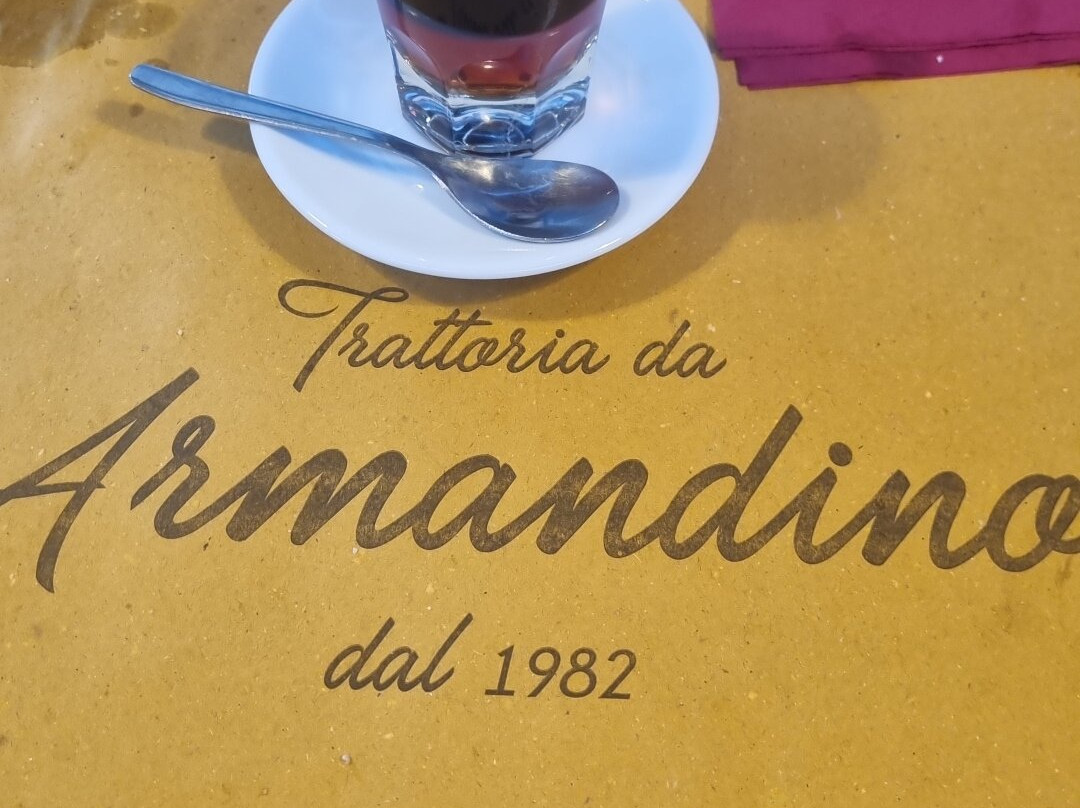 Trattoria da
Armandino
dal 1982